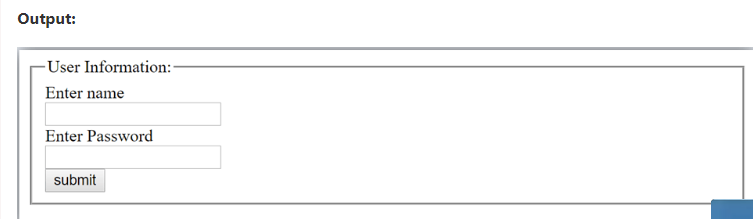 Output:
User Information:
Enter name
Enter Password
submit